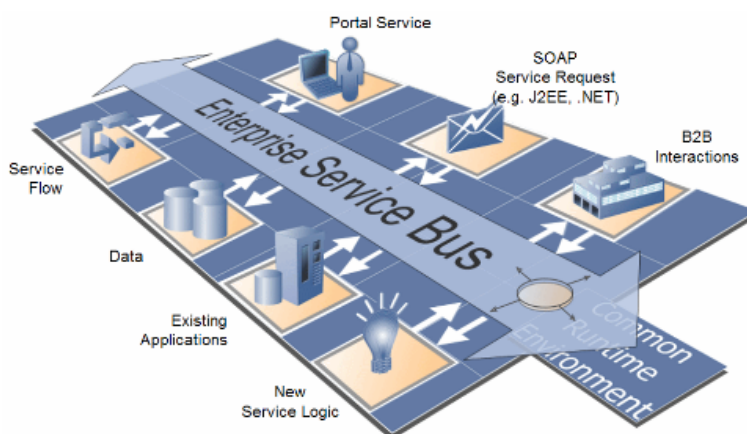 Portal Service
SOAP
Service Request
(e.g. J2EE, .NET)
B2B
Interactions
Enterprise Service Bus
Service
Flow
Data
Existing
Applications
New
Service Logic
Common
Runtime
Environment